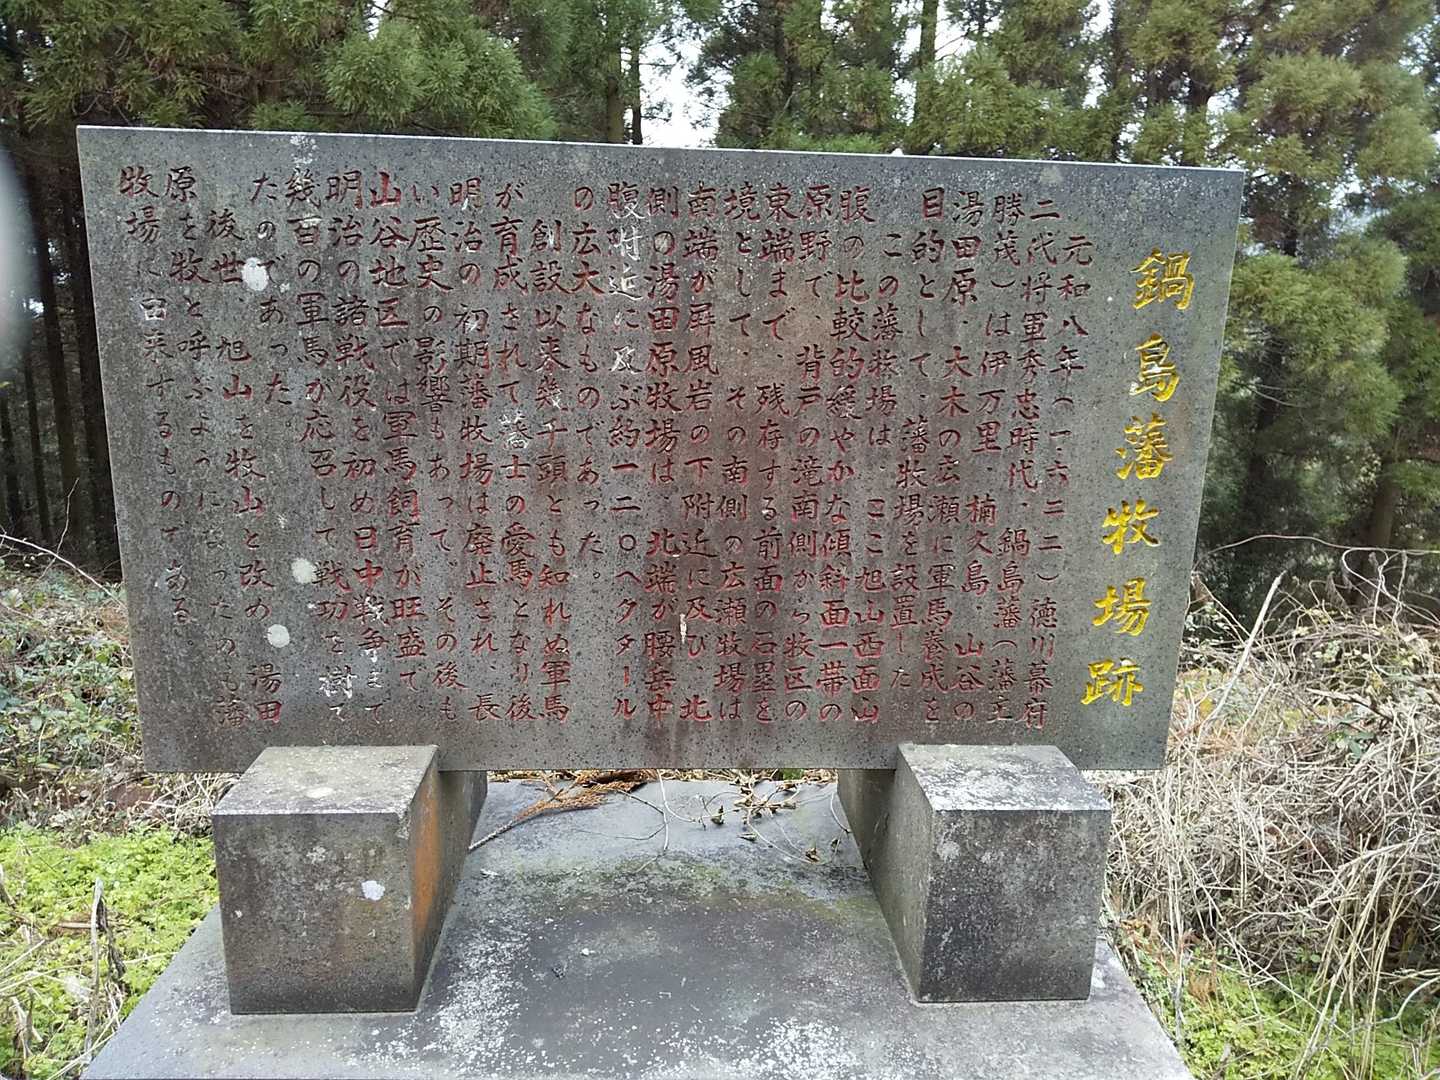 鍋島藩牧場跡
元和八年(一六二二)徳川幕府
二代将軍秀忠時代、鍋島藩(藩主
勝茂)は伊万里、楠久島、山谷の
湯田原、大木の広瀬に軍馬養成を
目的として、藩牧場を設置した。
この藩牧場は、ここ旭山西面山
腹の比較的緩やかな傾斜面一帯の
原野で、背戸の滝南側から牧区の
東端まで、残存する前面の石塁を
境として、その南側の広瀬牧場は
南端が屏風岩の下附近に及び、北
側の湯田原牧場は、北端が腰岳中
腹附近に及ぶ約一二〇ヘクタール
の広大なものであった。
創設以来幾千頭とも知れぬ軍馬
が育成されて藩士の愛馬となり後
明治の初期藩牧場は廃止され、長
い歴史の影響もあって、その後も
山谷地区では軍馬飼育が旺盛で
明治の諸戦役を初め日中戦争まで
幾百の軍馬が応召して戦功を樹て
たのであった。
後世、旭山を牧山と改め、湯田
原を牧と呼ぶようになったのも藩
牧場に由来するものである。